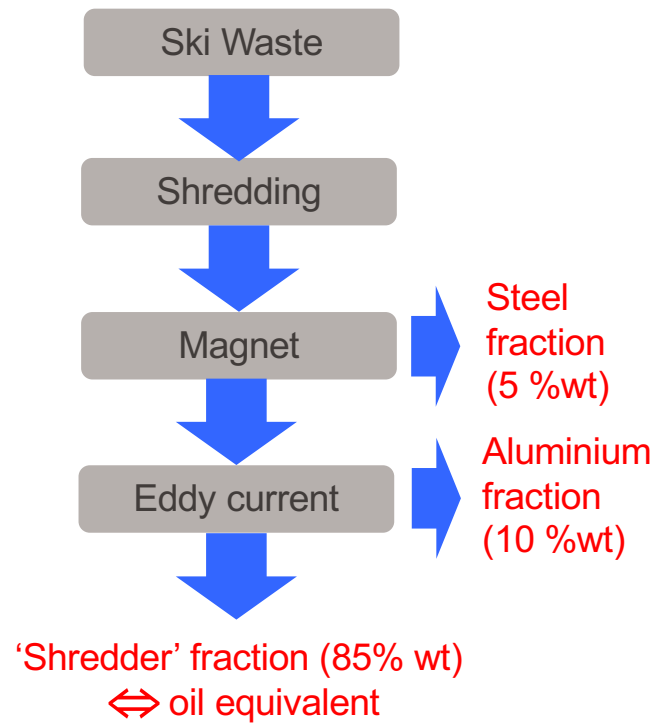 Ski Waste
Shredding
Magnet
Steel
fraction
(5 %wt)
Eddy current
Aluminium
fraction
(10 %wt)
‘Shredder’ fraction (85% wt)
⇔ oil equivalent